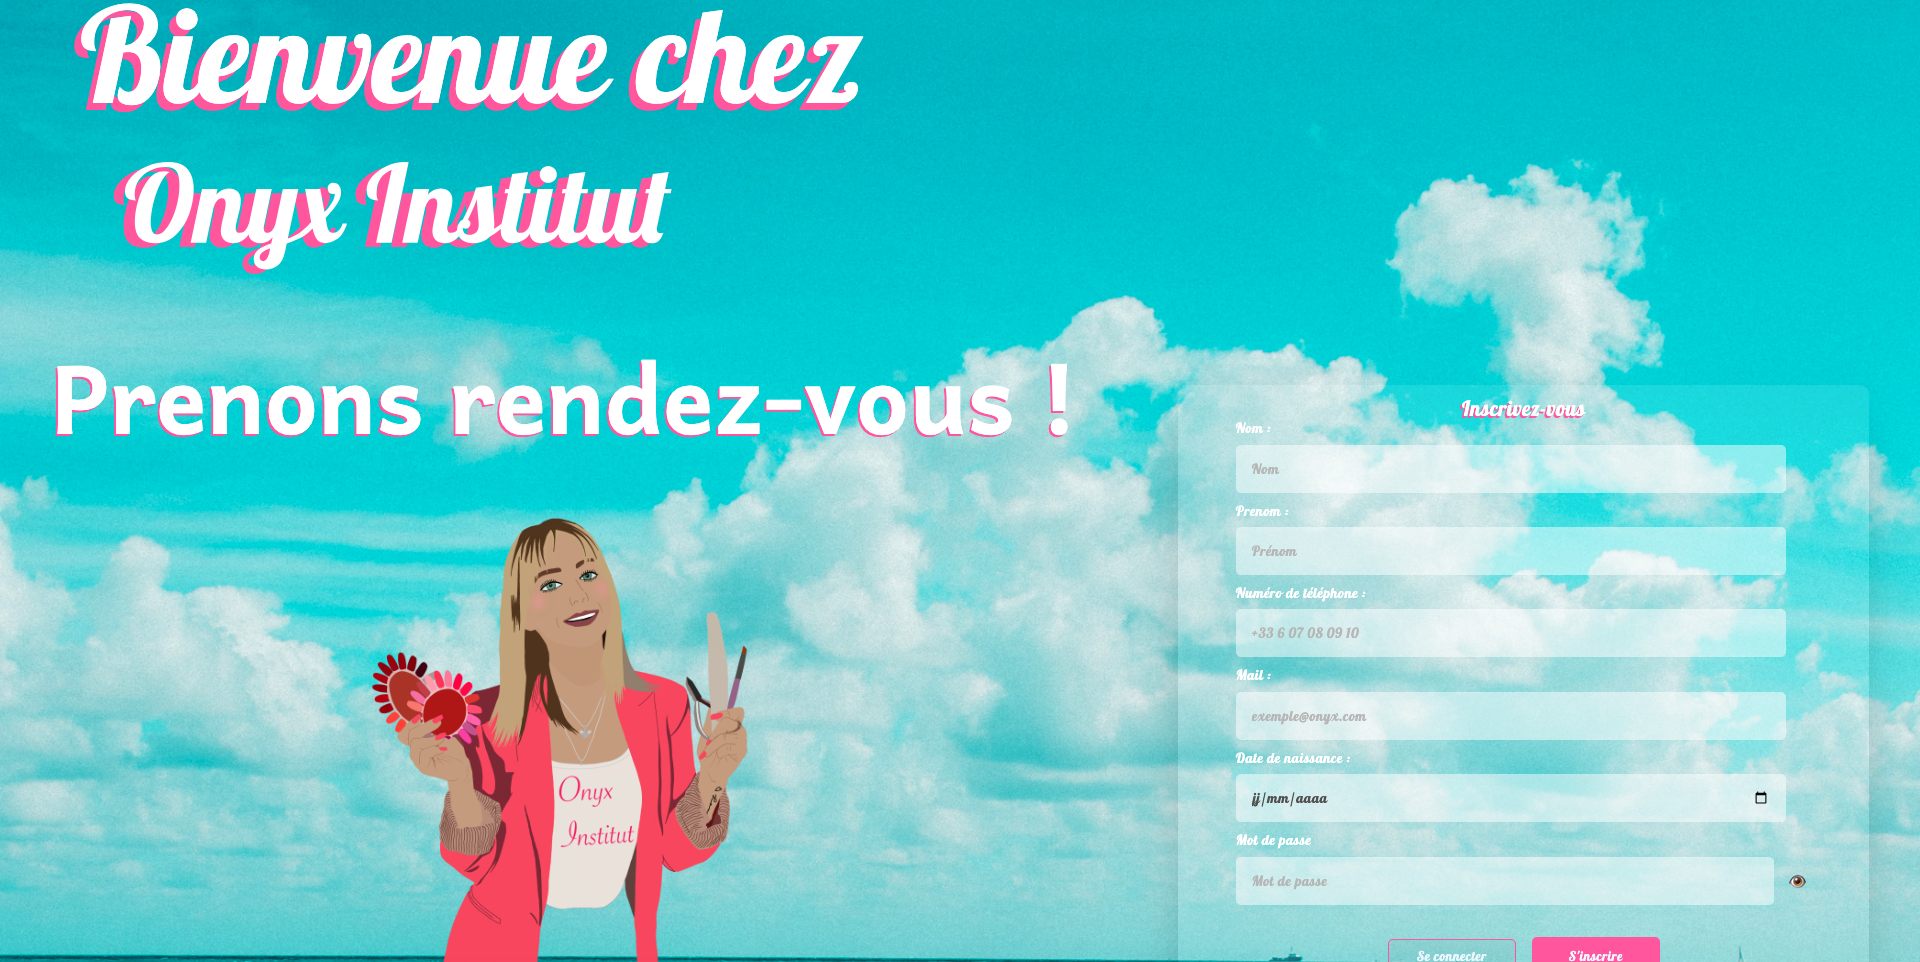 Bienvenue chez
Onyx Institut
Prenons rendez-vous !
Onyx
Institut
Inscrivez-vous
Nom :
Nom
Prenom :
Prénom
Numéro de téléphone :
+33 6 07 08 09 10
Mail :
exemple@onyx.com
Date de naissance :
jj/mm/aaaa
Mot de passe
Mot de passe
Se connecter
S'inscrire